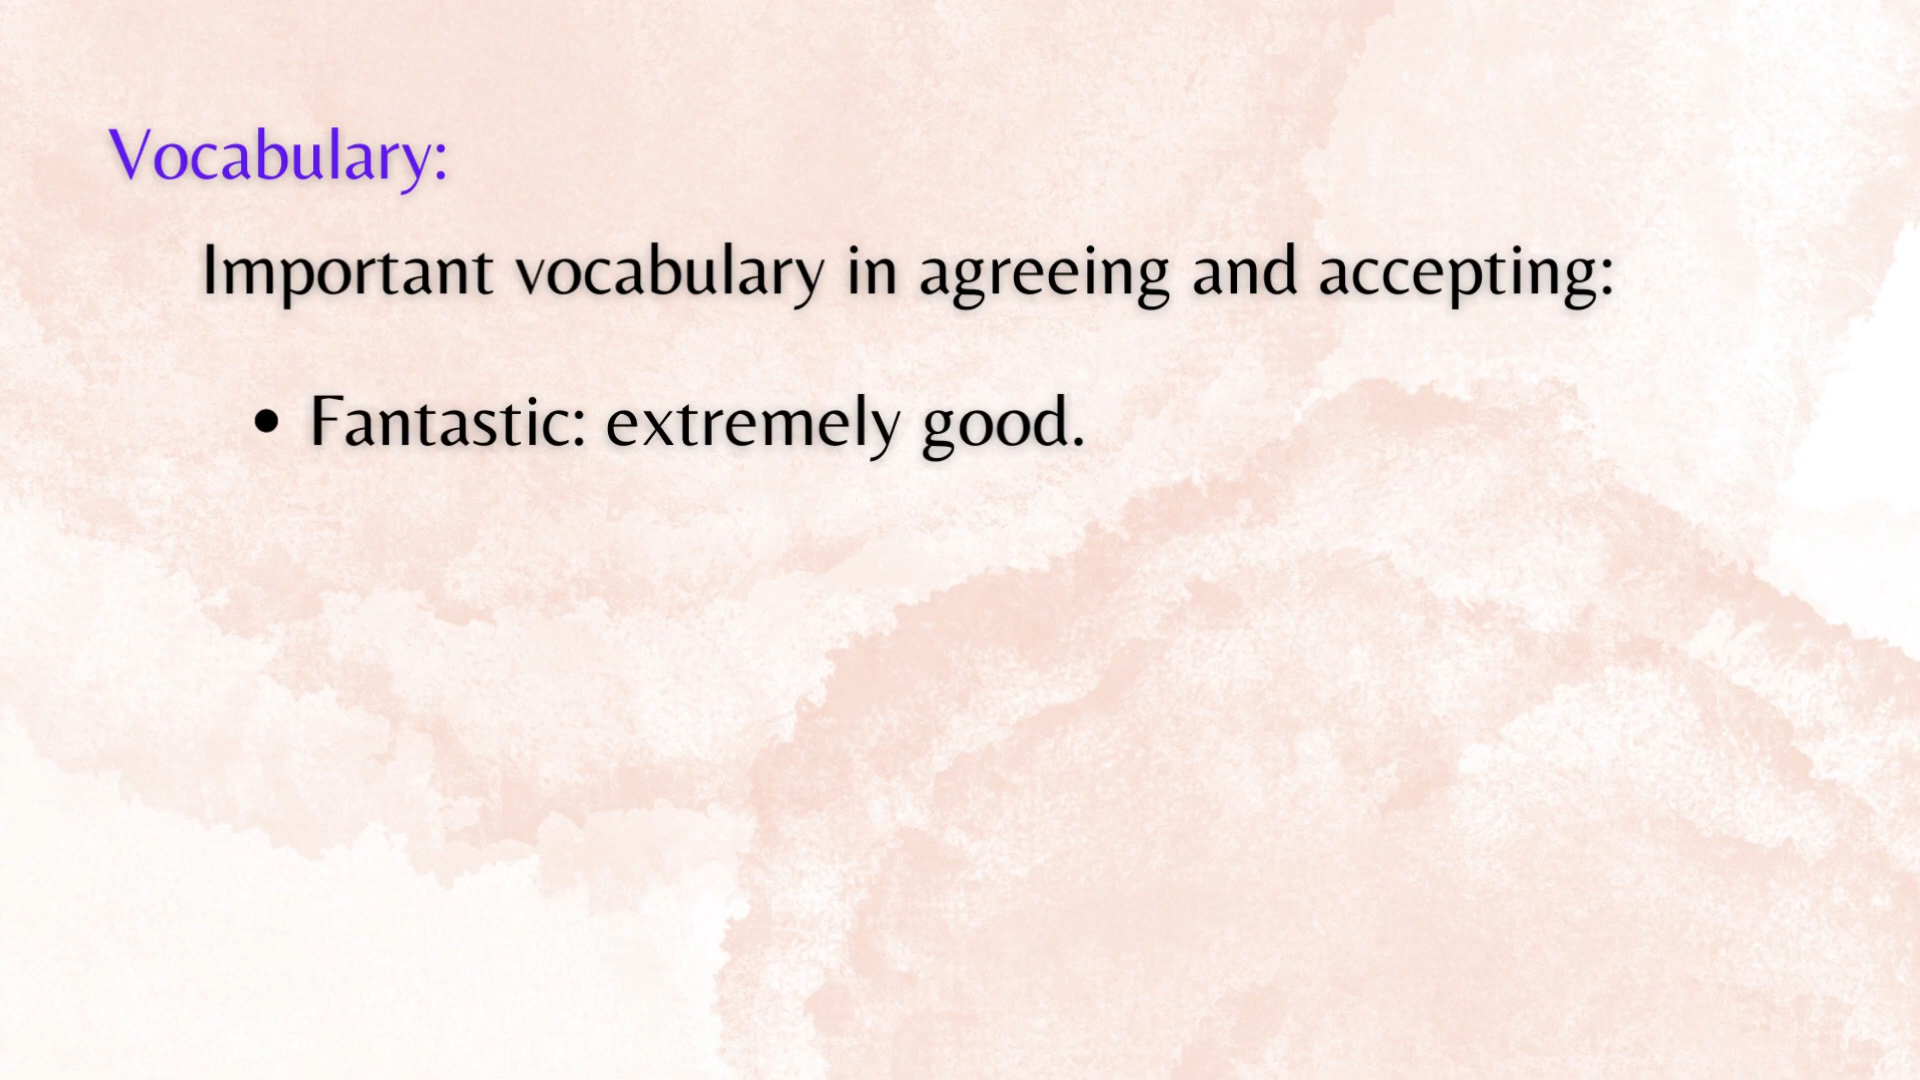 Vocabulary:
Important vocabulary in agreeing and accepting:
• Fantastic: extremely good.